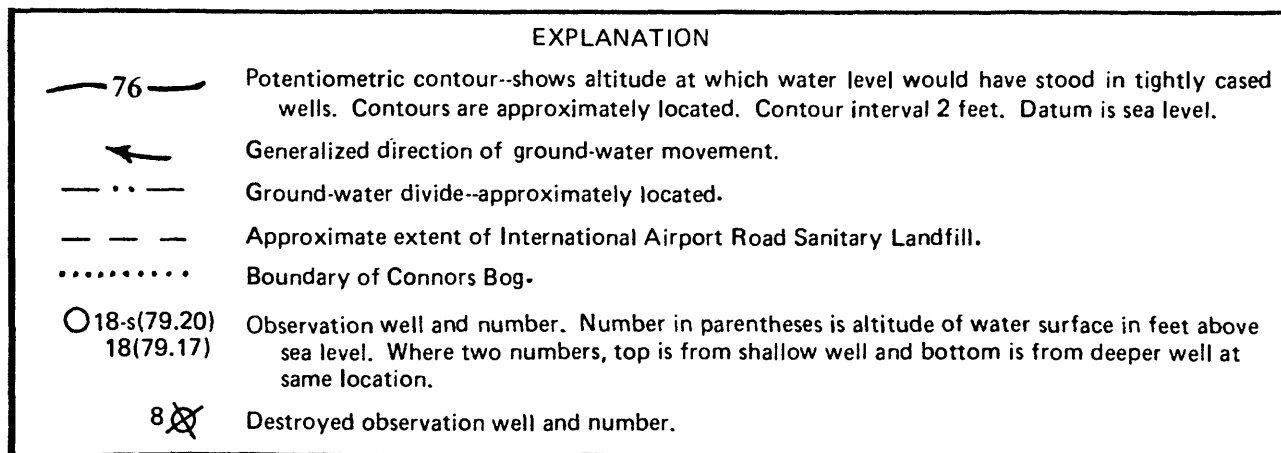 EXPLANATION
76 Potentiometric contour--shows altitude at which water level would have stood in tightly cased
wells. Contours are approximately located. Contour interval 2 feet. Datum is sea level.
Generalized direction of ground-water movement.
Ground-water divide--approximately located.
Approximate extent of International Airport Road Sanitary Landfill.
Boundary of Connors Bog.
18-s(79.20) Observation well and number. Number in parentheses is altitude of water surface in feet above
18(79.17) sea level. Where two numbers, top is from shallow well and bottom is from deeper well at
same location.
8 Destroyed observation well and number.